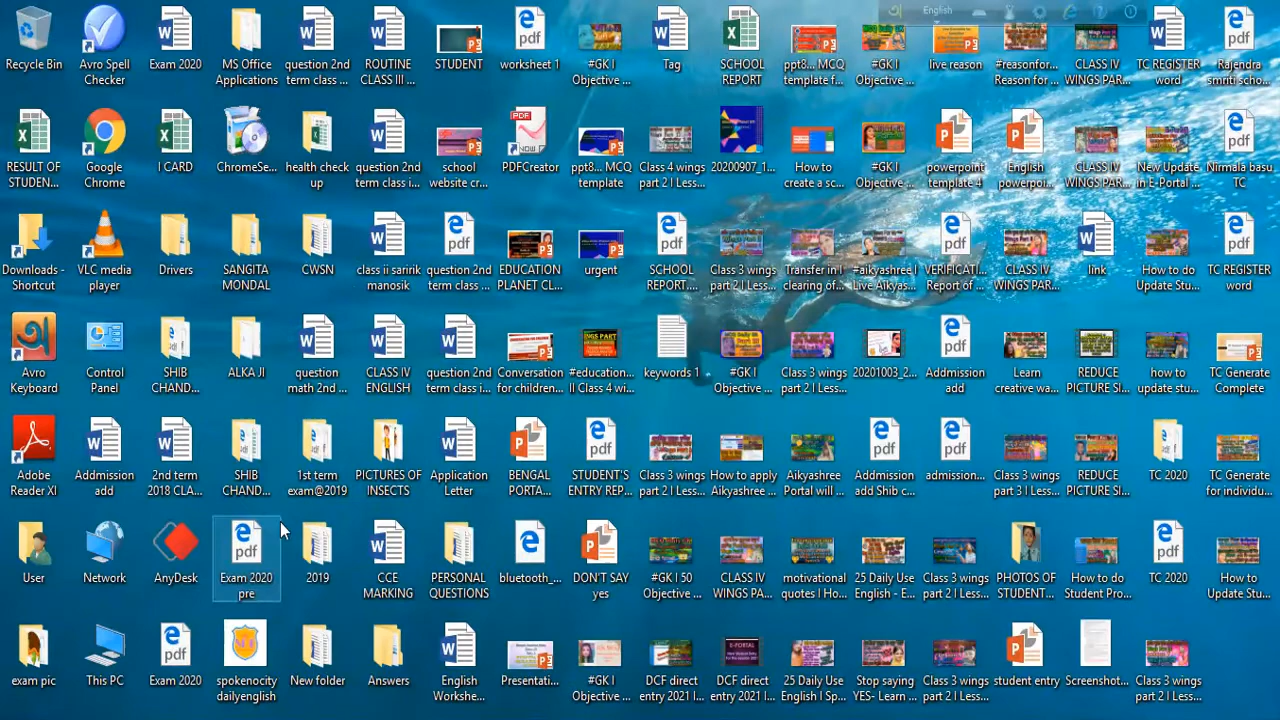 English
Recycle Bin
Avro Spell
Checker
Exam 2020
MS Office
Applications
question 2nd
term class ...
ROUTINE
CLASS III ...
STUDENT
worksheet 1
#GK I
Objective ...
Tag
SCHOOL
REPORT
ppt8... MCQ
template f...
#GK I
Objective ...
live reason
#reasonfor...
Reason for ...
CLASS IV
WINGS PAR...
TC REGISTER
word
Rajendra
smriti scho...
RESULT OF
STUDEN...
Google
Chrome
I CARD
ChromeSe...
health check
up
question 2nd
term class i...
school
website cr...
PDFCreator
ppt8... MCQ
template
Class 4 wings
part 2 I Less...
20200907_1...
How to
create a sc...
#GK I
Objective ...
powerpoint
template 4
English
powerpoi...
CLASS IV
WINGS PAR...
New Update
in E-Portal ...
Nirmala basu
TC
Downloads -
Shortcut
VLC media
player
Drivers
SANGITA
MONDAL
CWSN
class ii saririk
manosik
question 2nd
term class ...
EDUCATION
PLANET CL...
urgent
SCHOOL
REPORT....
Class 3 wings
part 2 I Less...
Transfer in I
clearing of...
#aikyashree I
Live Aikyas...
VERIFICATI...
Report of ...
CLASS IV
WINGS PAR...
link
How to do
Update Stu...
TC REGISTER
word
Avro
Keyboard
Control
Panel
SHIB
CHAND...
ALKA JI
question
math 2nd ...
CLASS IV
ENGLISH
question 2nd
term class i...
Conversation
for children...
#education...
II Class 4 wi...
keywords 1
#GK I
Objective ...
Class 3 wings
part 2 I Less...
20201003_2...
Addmission
add
Learn
creative wa...
REDUCE
PICTURE SI...
how to
update stu...
TC Generate
Complete
Adobe
Reader XI
Addmission
add
2nd term
2018 CLA...
SHIB
CHAND...
1st term
exam@2019
PICTURES OF
INSECTS
Application
Letter
BENGAL
PORTA...
STUDENT'S
ENTRY REP...
Class 3 wings
part 2 I Less...
How to apply
Aikyashree ...
Aikyashree
Portal will ...
Addmission
add Shib c...
admission...
Class 3 wings
part 3 I Less...
REDUCE
PICTURE SI...
TC 2020
TC Generate
for individu...
User
Network
AnyDesk
Exam 2020
pre
2019
CCE
MARKING
PERSONAL
QUESTIONS
bluetooth_...
DON'T SAY
yes
#GK I 50
Objective ...
CLASS IV
WINGS PA...
motivational
quotes I Ho...
25 Daily Use
English - E...
Class 3 wings
part 2 I Less...
PHOTOS OF
STUDENT...
How to do
Student Pro...
TC 2020
How to
Update Stu...
exam pic
This PC
Exam 2020
spokenocity
dailyenglish
New folder
Answers
English
Workshe...
Presentati...
#GK I
Objective ...
DCF direct
entry 2021 I...
DCF direct
entry 2021 I...
25 Daily Use
English I Sp...
Stop saying
YES- Learn ...
Class 3 wings
part 2 I Less...
student entry
Screenshot...
Class 3 wings
part 2 I Less...